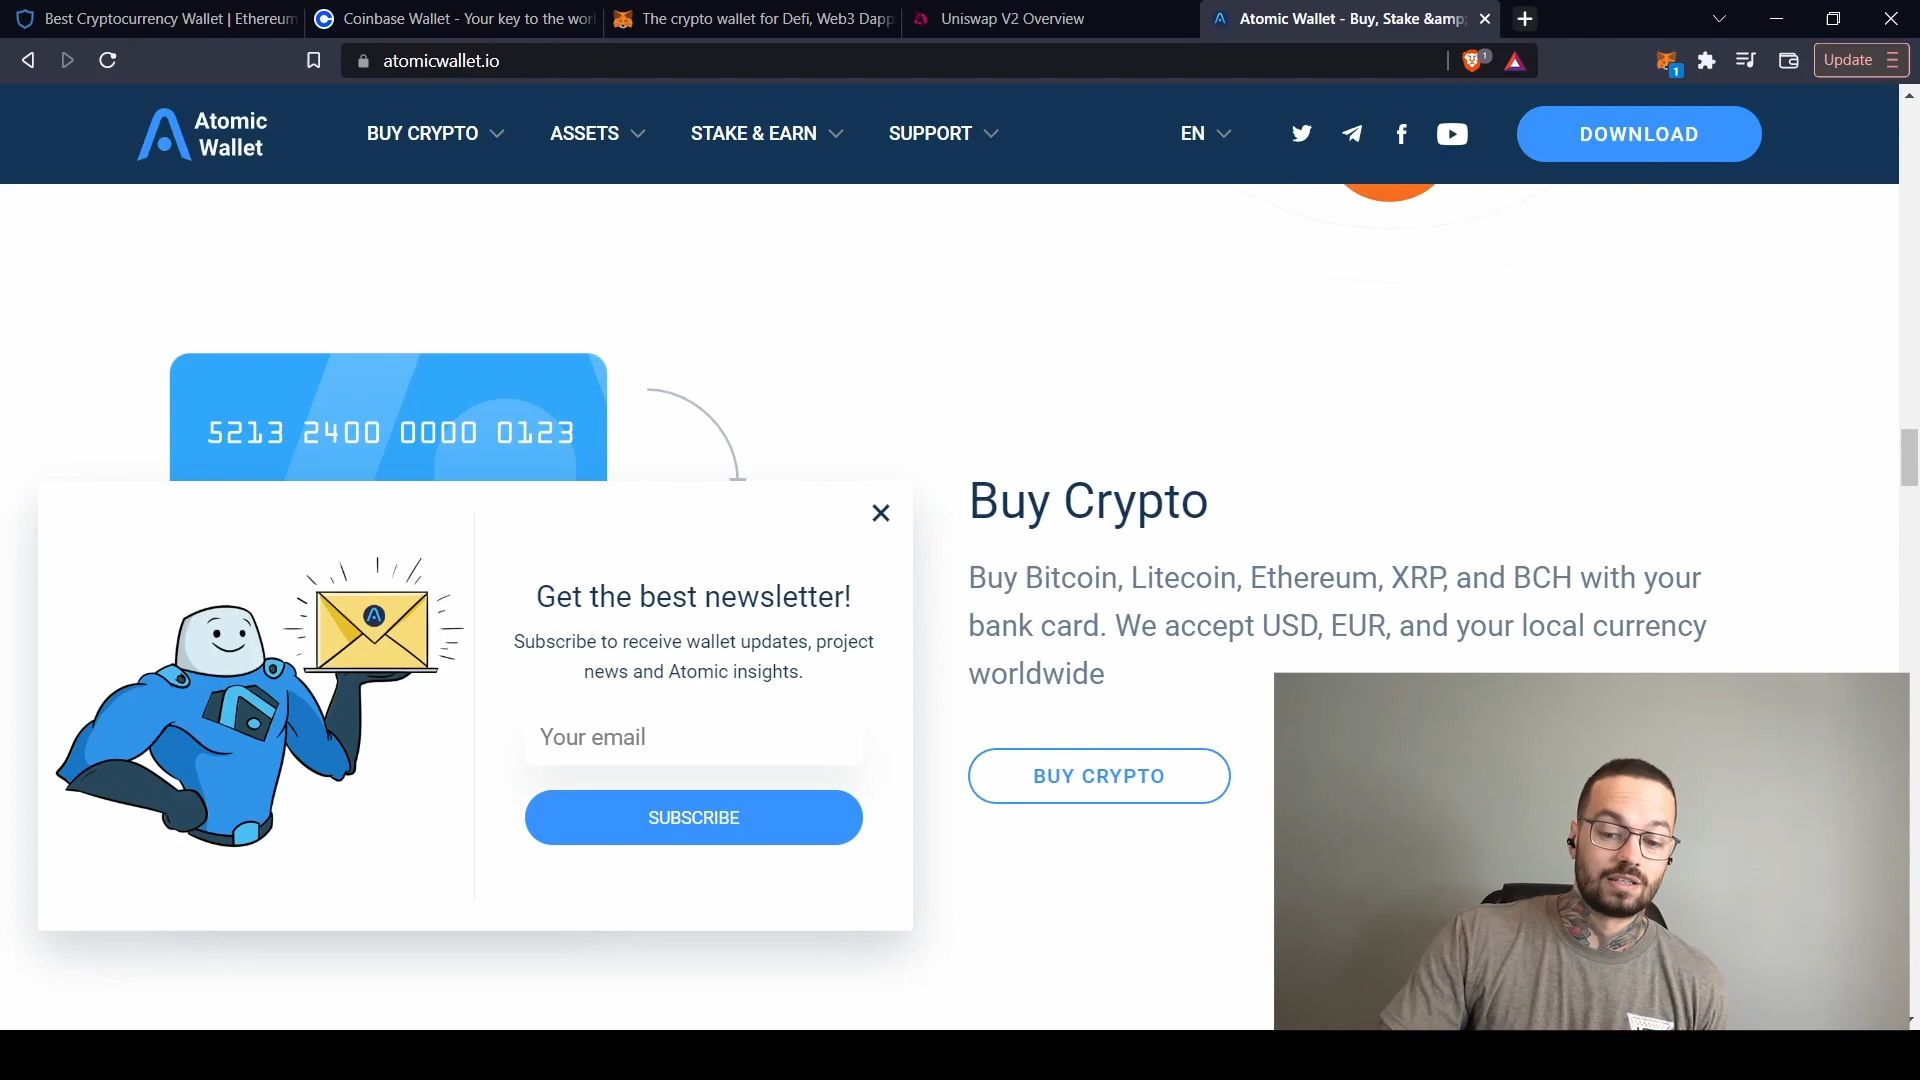 Best Cryptocurrency Wallet | Ethereum
Coinbase Wallet - Your key to the wor
The crypto wallet for Defi, Web3 Dapp
Uniswap V2 Overview
Atomic Wallet - Buy, Stake &amp;
atomicwallet.io
1
1
Update
Atomic
Wallet
BUY CRYPTO
ASSETS
STAKE & EARN
SUPPORT
EN
DOWNLOAD
5213 2400 0000 0123
Get the best newsletter!
Subscribe to receive wallet updates, project
news and Atomic insights.
Your email
SUBSCRIBE
Buy Crypto
Buy Bitcoin, Litecoin, Ethereum, XRP, and BCH with your
bank card. We accept USD, EUR, and your local currency
worldwide
BUY CRYPTO